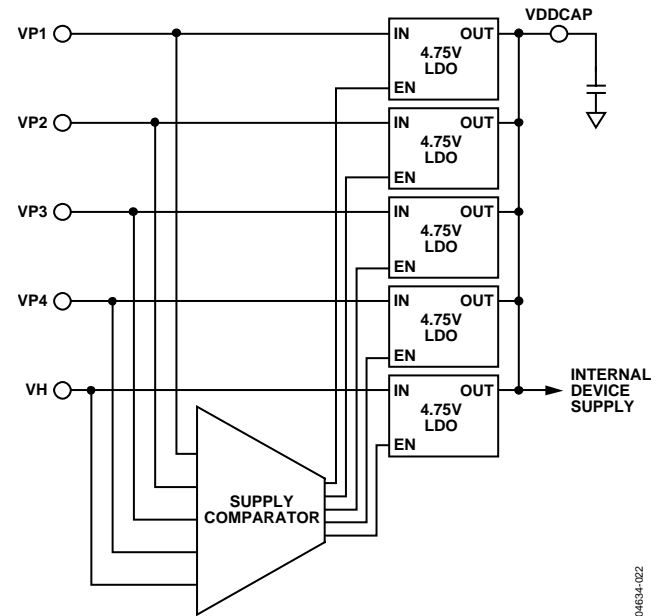 VDDCAP
VP1
IN OUT
4.75V
LDO
EN
VP2
IN OUT
4.75V
LDO
EN
VP3
IN OUT
4.75V
LDO
EN
VP4
IN OUT
4.75V
LDO
EN
VH
IN OUT
4.75V
LDO
EN
INTERNAL
DEVICE
SUPPLY
SUPPLY
COMPARATOR
04634-022